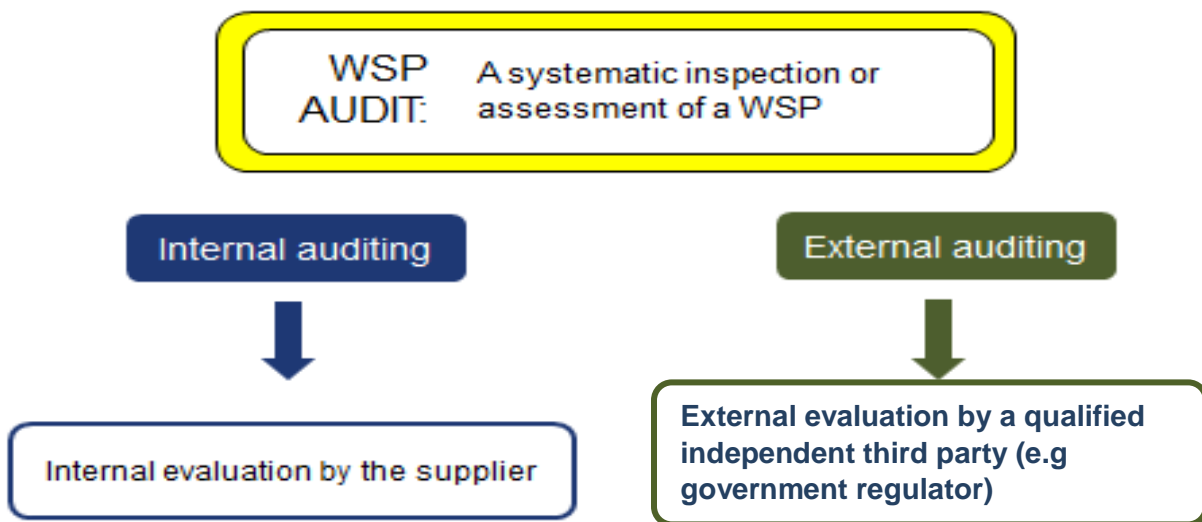 WSP
AUDIT:
A systematic inspection or
assessment of a WSP
Internal auditing
External auditing
Internal evaluation by the supplier
External evaluation by a qualified
independent third party (e.g
government regulator)